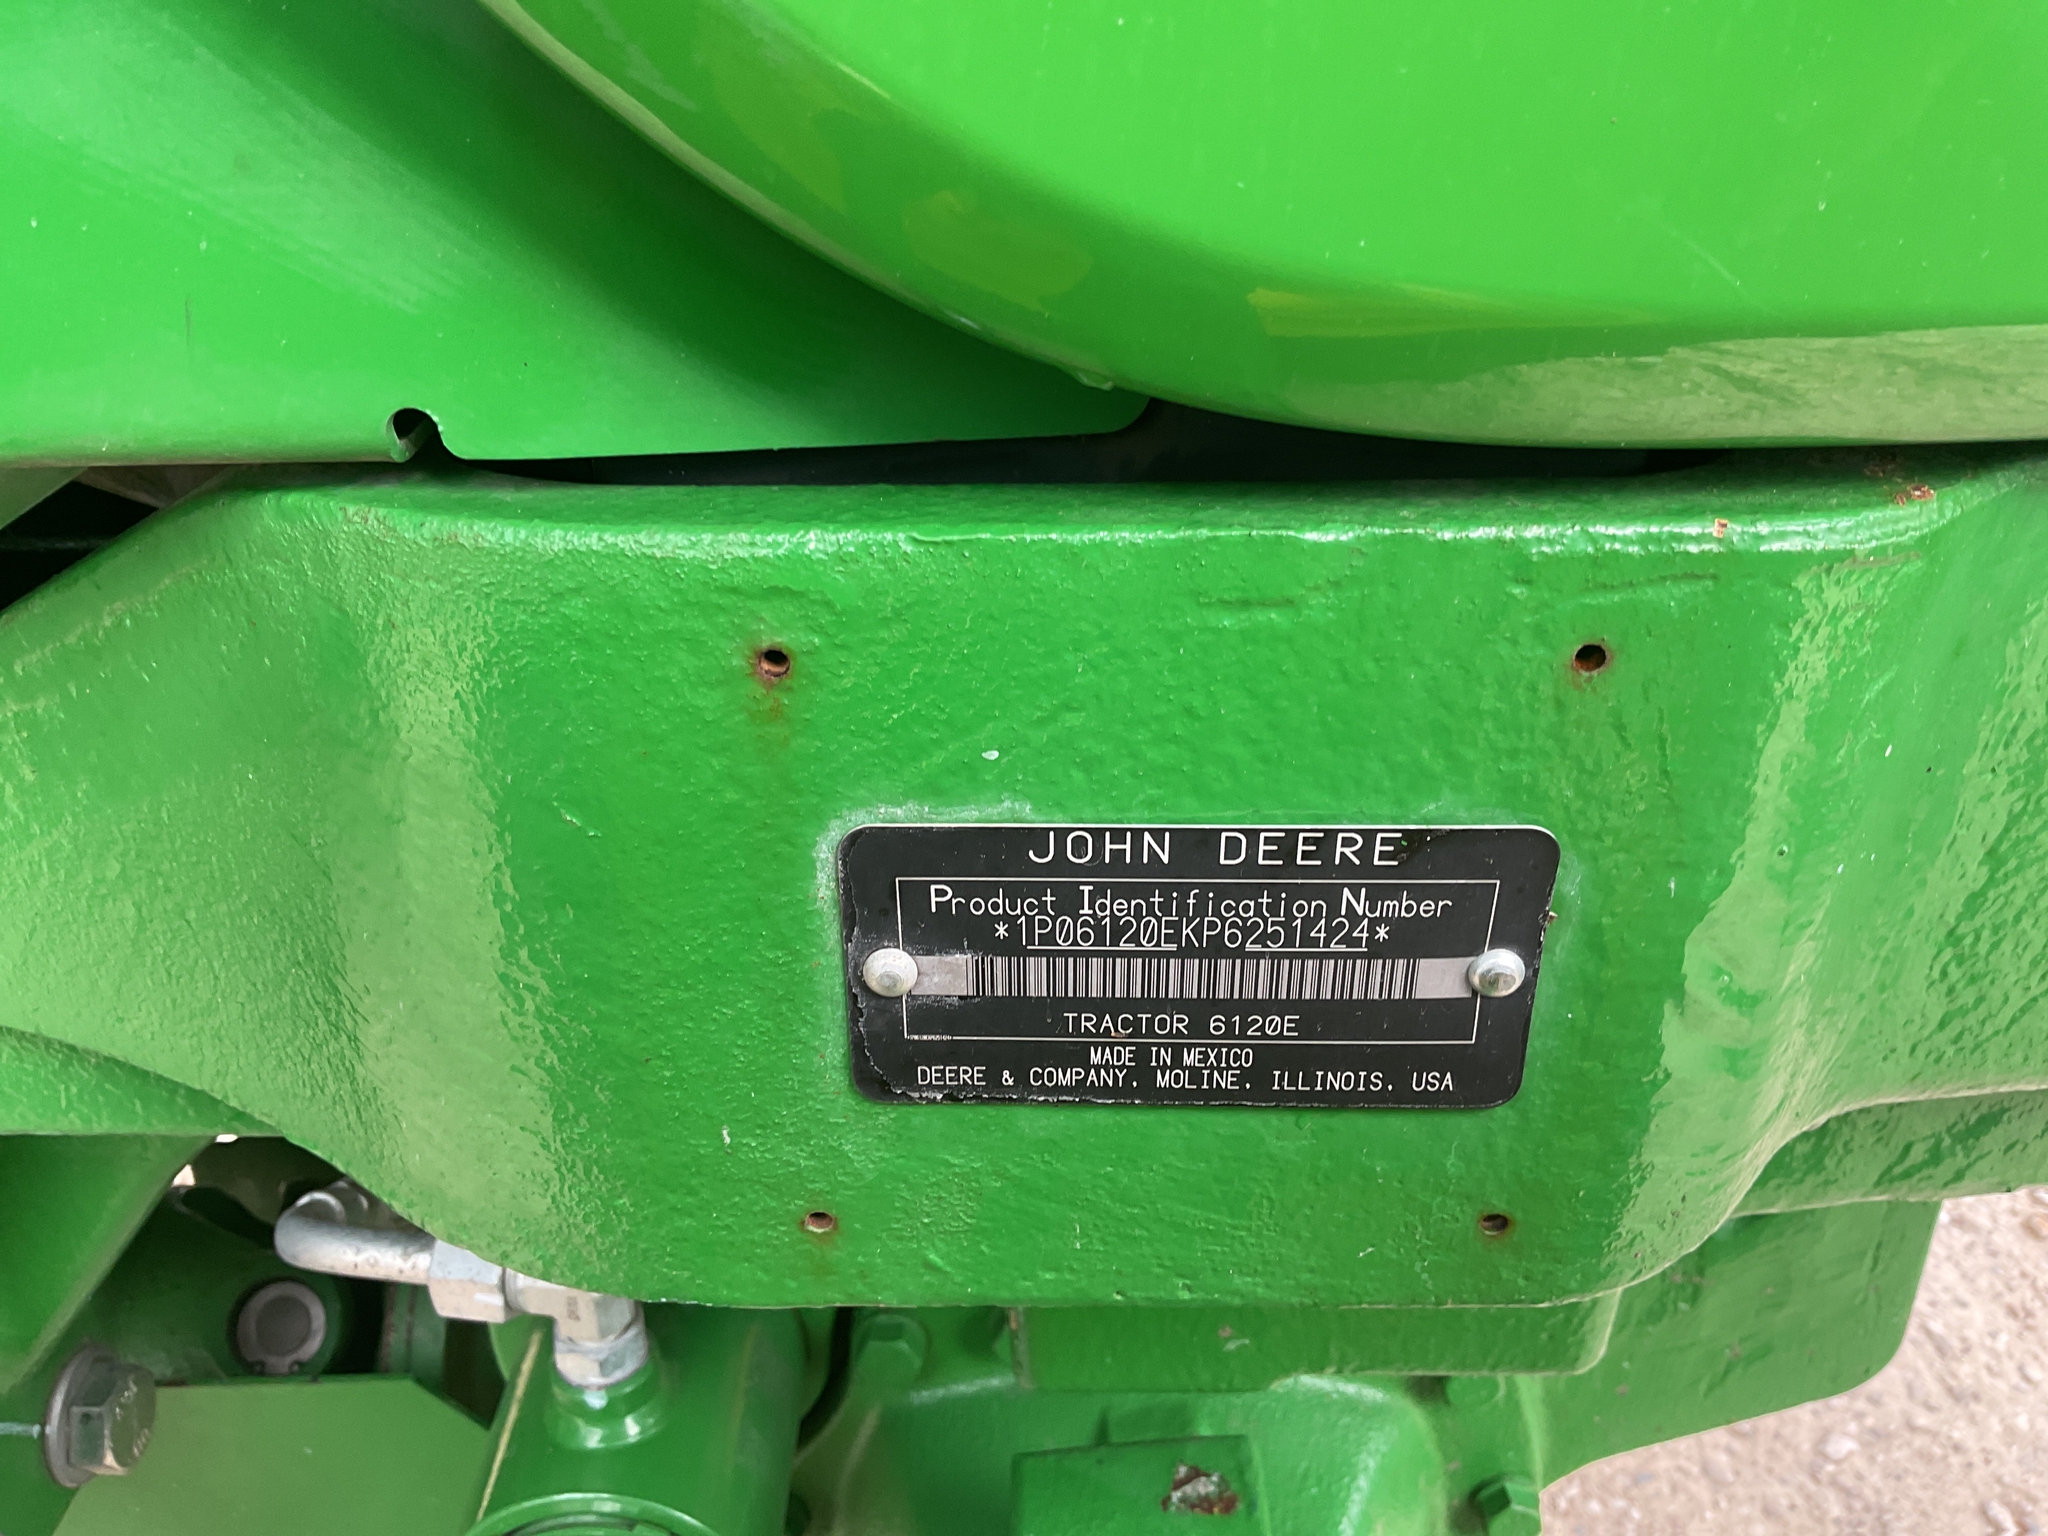 JOHN DEERE
Product Identification Number
*1P06120EKP6251424*
TRACTOR 6120E
MADE IN MEXICO
DEERE & COMPANY, MOLINE, ILLINOIS, USA